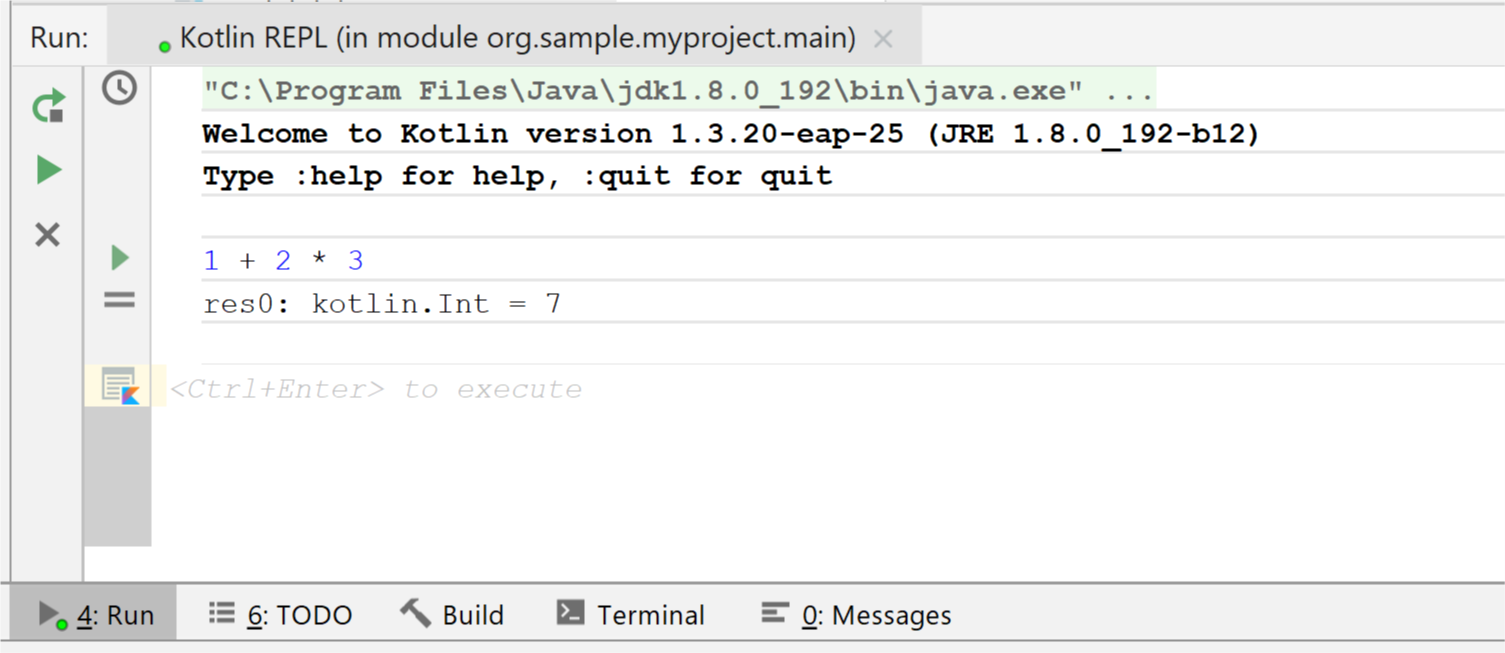 Run: Kotlin REPL (in module org.sample.myproject.main)
"C:\Program Files\Java\jdk1.8.0_192\bin\java.exe" ...
Welcome to Kotlin version 1.3.20-eap-25 (JRE 1.8.0_192-b12)
Type :help for help, :quit for quit
1 + 2 * 3
res0: kotlin.Int = 7
<Ctrl+Enter> to execute
4: Run 6: TODO Build Terminal 0: Messages